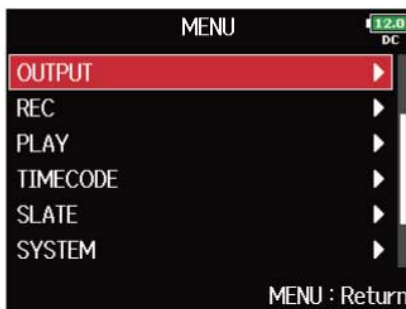 MENU
12.0
DC
OUTPUT
REC
PLAY
TIMECODE
SLATE
SYSTEM
MENU : Return